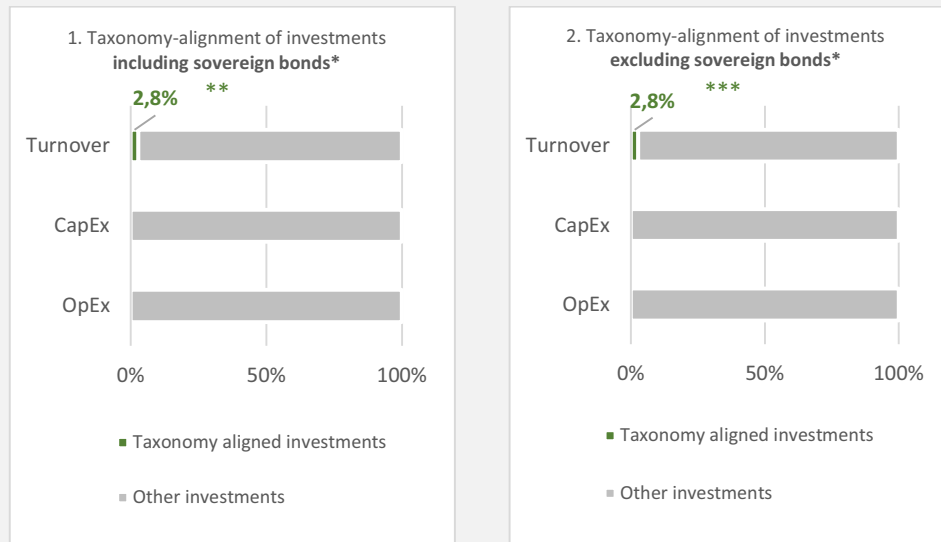 1. Taxonomy-alignment of investments
including sovereign bonds*
2,8%
**
Turnover
CapEx
OpEx
0%
50%
100%
Taxonomy aligned investments
Other investments
2. Taxonomy-alignment of investments
excluding sovereign bonds*
2,8%
***
Turnover
CapEx
OpEx
0%
50%
100%
Taxonomy aligned investments
Other investments